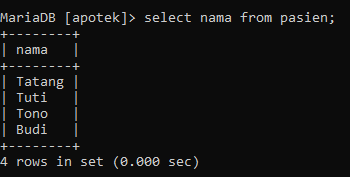 MariaDB [apotek]> select nama from pasien;
+--------+
| nama   |
+--------+
| Tatang |
| Tuti   |
| Tono   |
| Budi   |
+--------+
4 rows in set (0.000 sec)